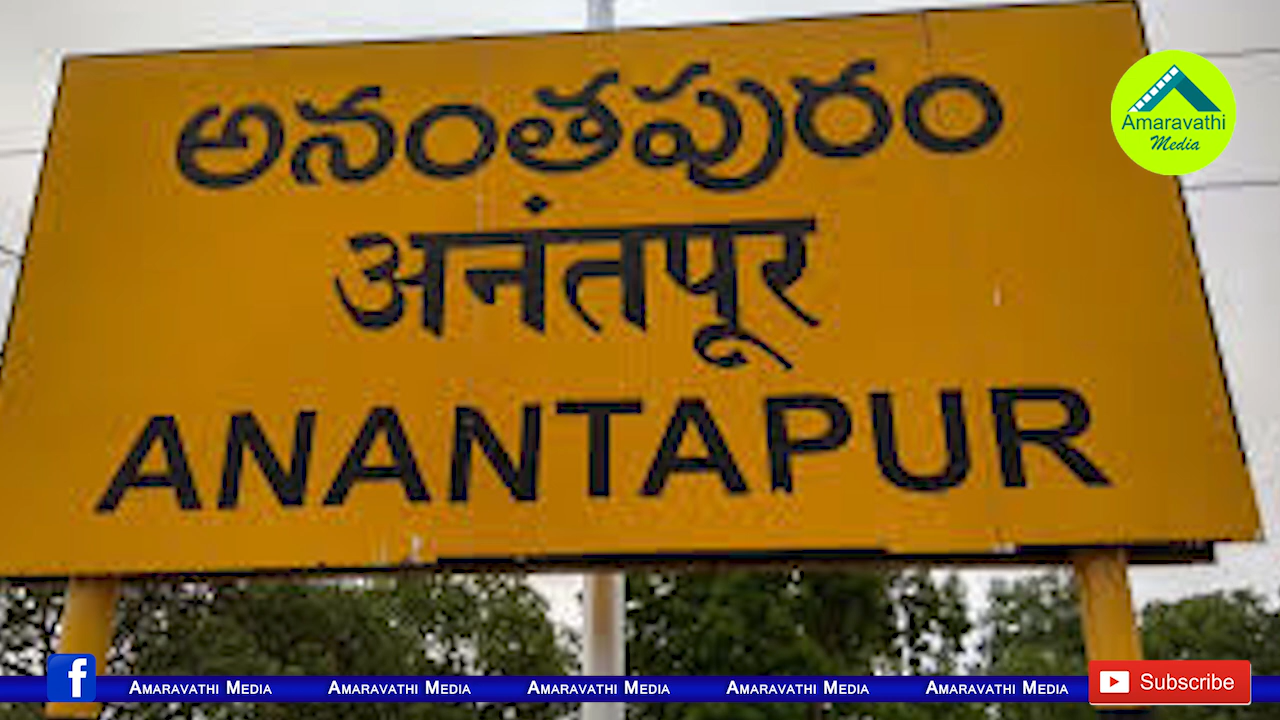 అనంతపురం
अनंतपूर
ANANTAPUR
Amaravathi
Media
Amaravathi Media Amaravathi Media Amaravathi Media Amaravathi Media Amaravathi Media
f
Subscribe